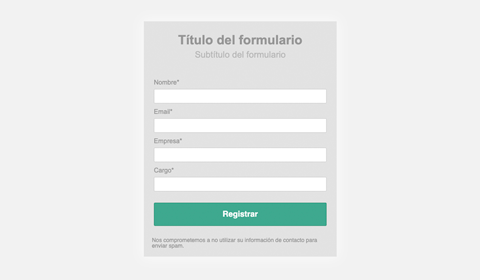 Título del formulario
Subtítulo del formulario
Nombre*
Email*
Empresa*
Cargo*
Registrar
Nos comprometemos a no utilizar su información de contacto para
enviar spam.